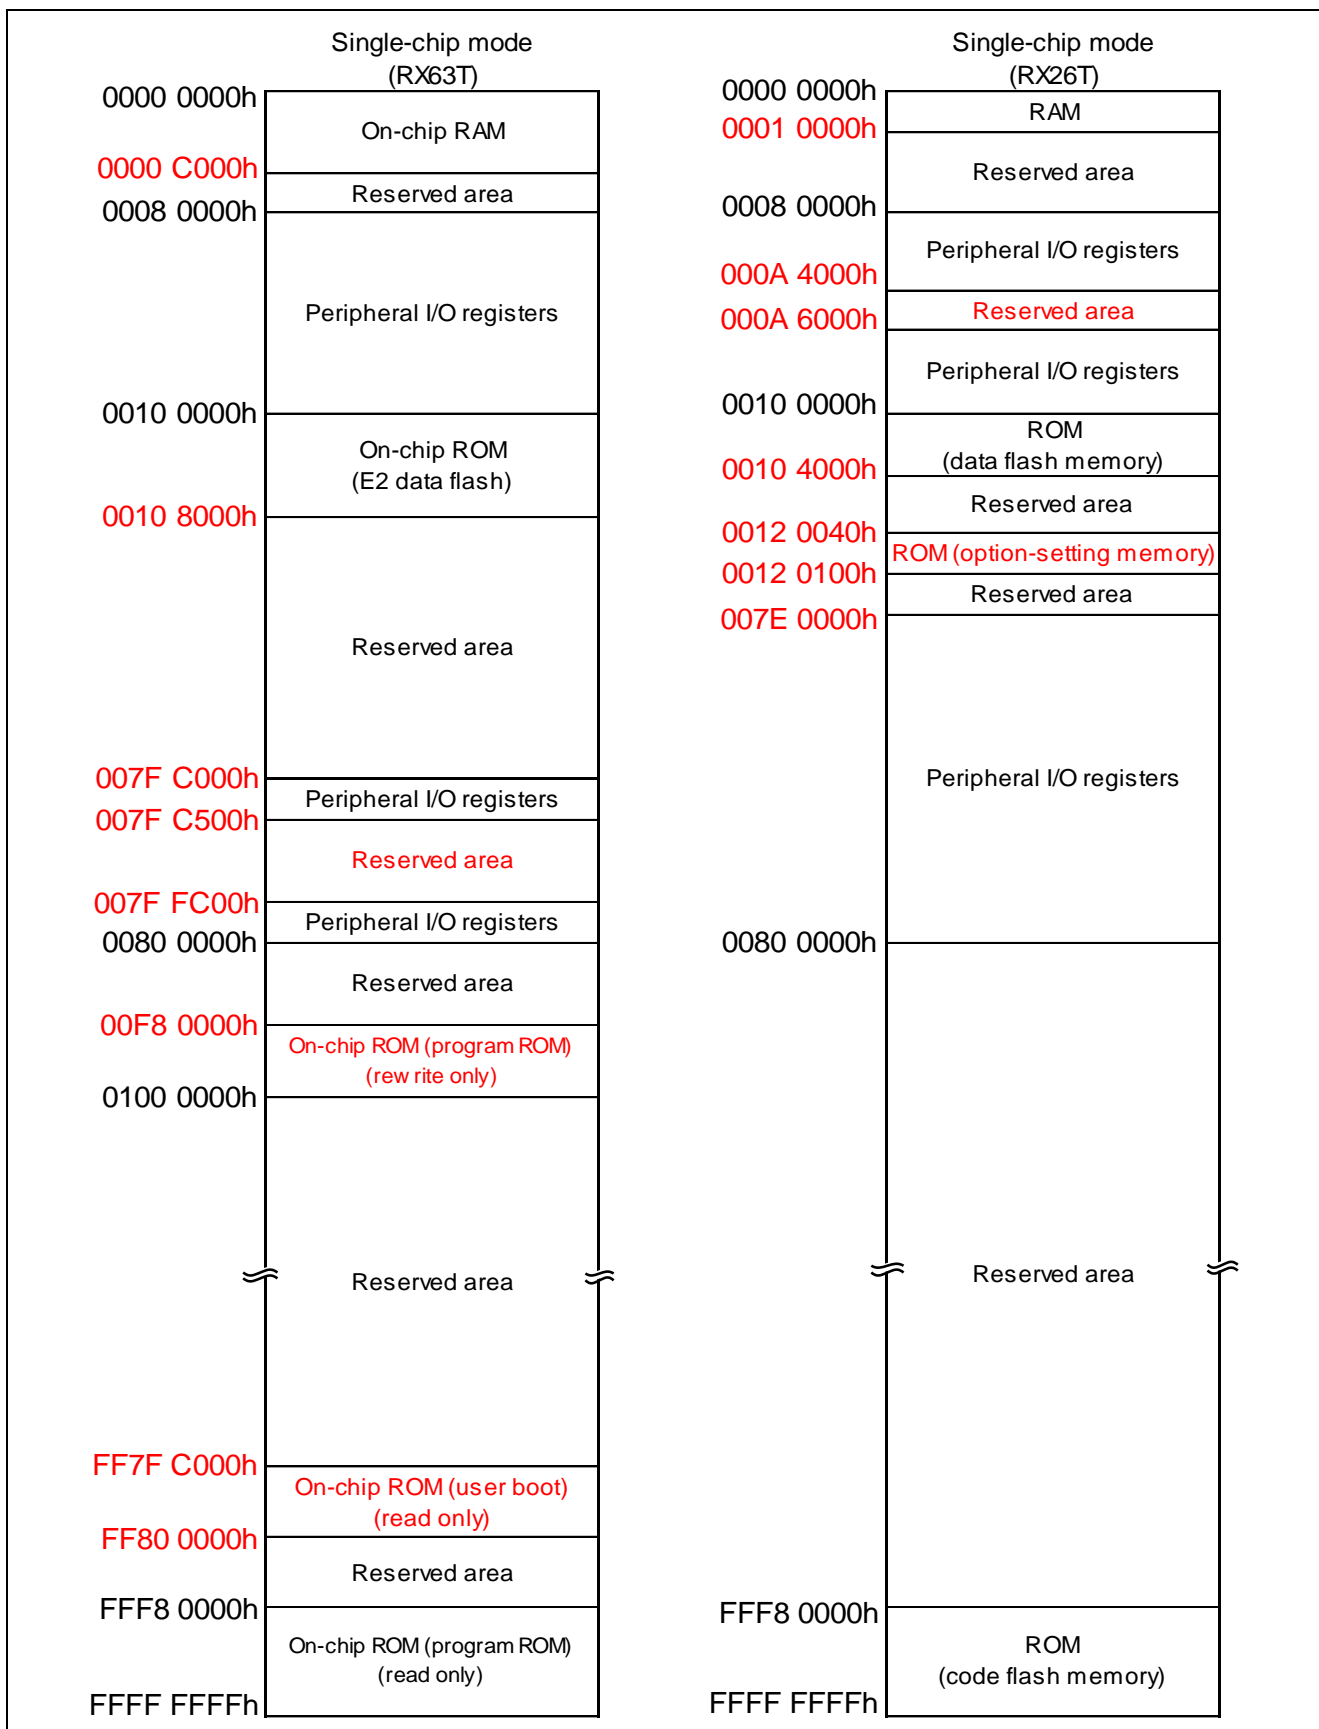 Single-chip mode
(RX63T)
0000 0000h
On-chip RAM
0000 C000h
Reserved area
0008 0000h
Peripheral I/O registers
0010 0000h
On-chip ROM
(E2 data flash)
0010 8000h
Reserved area
007F C000h
Peripheral I/O registers
007F C500h
Reserved area
007F FC00h
Peripheral I/O registers
0080 0000h
Reserved area
00F8 0000h
On-chip ROM (program ROM)
(rew rite only)
0100 0000h
Reserved area
FF7F C000h
On-chip ROM (user boot)
(read only)
FF80 0000h
Reserved area
FFF8 0000h
On-chip ROM (program ROM)
(read only)
FFFF FFFFh
Single-chip mode
(RX26T)
0000 0000h
RAM
0001 0000h
Reserved area
0008 0000h
Peripheral I/O registers
000A 4000h
Reserved area
000A 6000h
Peripheral I/O registers
0010 0000h
ROM
(data flash memory)
0010 4000h
Reserved area
0012 0040h
ROM (option-setting memory)
0012 0100h
Reserved area
007E 0000h
Peripheral I/O registers
0080 0000h
Reserved area
FFF8 0000h
ROM
(code flash memory)
FFFF FFFFh